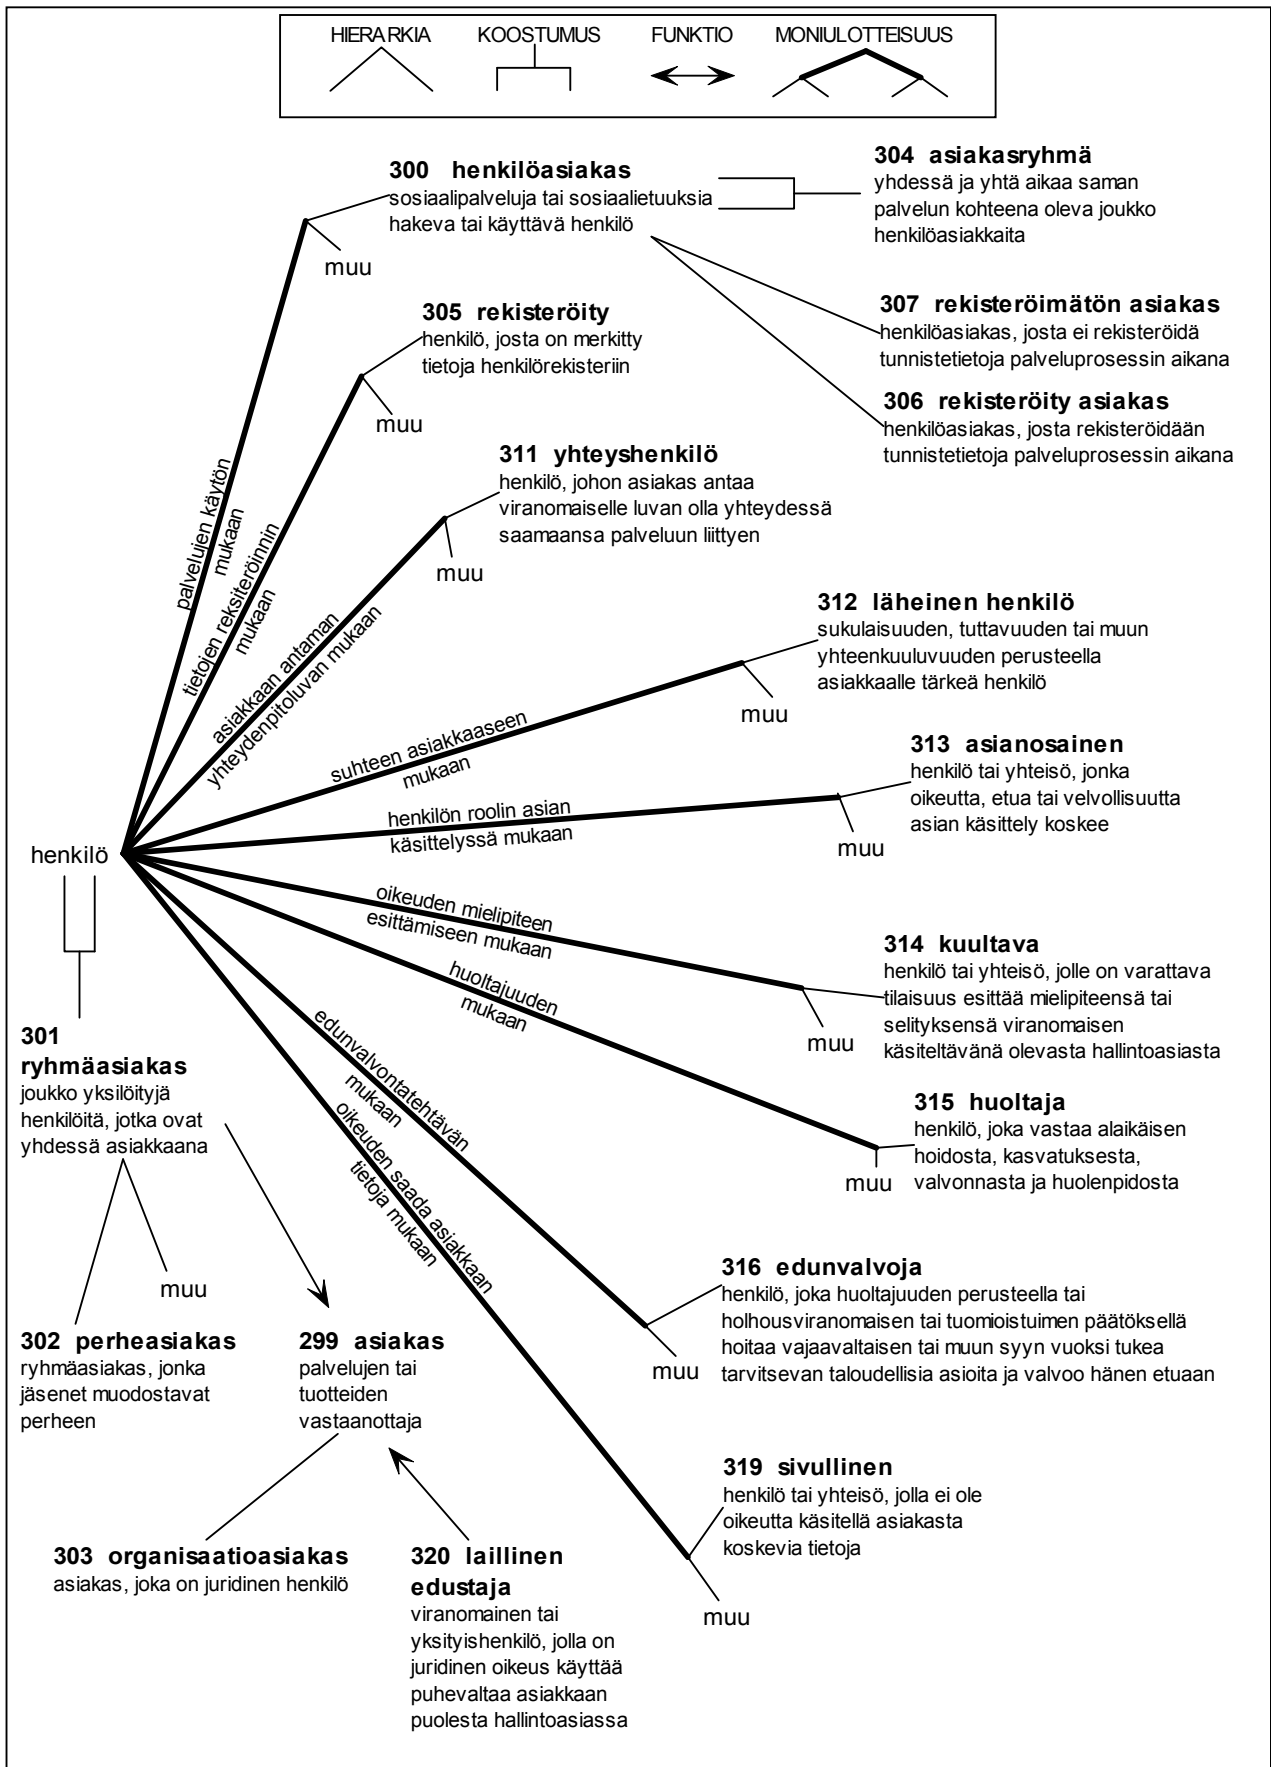 HIERARKIA KOOSTUMUS FUNKTIO MONIULOTTEISUUS
300 henkilöasiakas
sosiaalipalveluja tai sosiaalietuuksia
hakeva tai käyttävä henkilö
muu
304 asiakasryhmä
yhdessä ja yhtä aikaa saman
palvelun kohteena oleva joukko
henkilöasiakkaita
305 rekisteröity
henkilö, josta on merkitty
tietoja henkilörekisteriin
muu
307 rekisteröimätön asiakas
henkilöasiakas, josta ei rekisteröidä
tunnistetietoja palveluprosessin aikana
306 rekisteröity asiakas
henkilöasiakas, josta rekisteröidään
tunnistetietoja palveluprosessin aikana
311 yhteyshenkilö
henkilö, johon asiakas antaa
viranomaiselle luvan olla yhteydessä
saamaansa palveluun liittyen
muu
312 läheinen henkilö
sukulaisuuden, tuttavuuden tai muun
yhteenkuuluvuuden perusteella
asiakkaalle tärkeä henkilö
muu
313 asianosainen
henkilö tai yhteisö, jonka
oikeutta, etua tai velvollisuutta
asian käsittely koskee
muu
palvelujen käytön
mukaan
tietojen reksiteröinnin
mukaan
asiakkaan antaman
yhteydenpitoluvan mukaan
suhteen asiakkaaseen
mukaan
henkilön roolin asian
käsittelyssä mukaan
henkilö
oikeuden mielipiteen
esittämiseen mukaan
huoltajuuden
mukaan
edunvalvontatehtävän
mukaan
oikeuden saada asiakkaan
tietoja mukaan
314 kuultava
henkilö tai yhteisö, jolle on varattava
tilaisuus esittää mielipiteensä tai
selityksensä viranomaisen
käsiteltävänä olevasta hallintoasiasta
muu
315 huoltaja
henkilö, joka vastaa alaikäisen
hoidosta, kasvatuksesta,
valvonnasta ja huolenpidosta
muu
301
ryhmäasiakas
joukko yksilöityjä
henkilöitä, jotka ovat
yhdessä asiakkaana
muu
302 perheasiakas
ryhmäasiakas, jonka
jäsenet muodostavat
perheen
299 asiakas
palvelujen tai
tuotteiden
vastaanottaja
316 edunvalvoja
henkilö, joka huoltajuuden perusteella tai
holhousviranomaisen tai tuomioistuimen päätöksellä
hoitaa vajaavaltaisen tai muun syyn vuoksi tukea
tarvitsevan taloudellisia asioita ja valvoo hänen etuaan
muu
319 sivullinen
henkilö tai yhteisö, jolla ei ole
oikeutta käsitellä asiakasta
koskevia tietoja
muu
303 organisaatioasiakas
asiakas, joka on juridinen henkilö
320 laillinen
edustaja
viranomainen tai
yksityishenkilö, jolla on
juridinen oikeus käyttää
puhevaltaa asiakkaan
puolesta hallintoasiassa